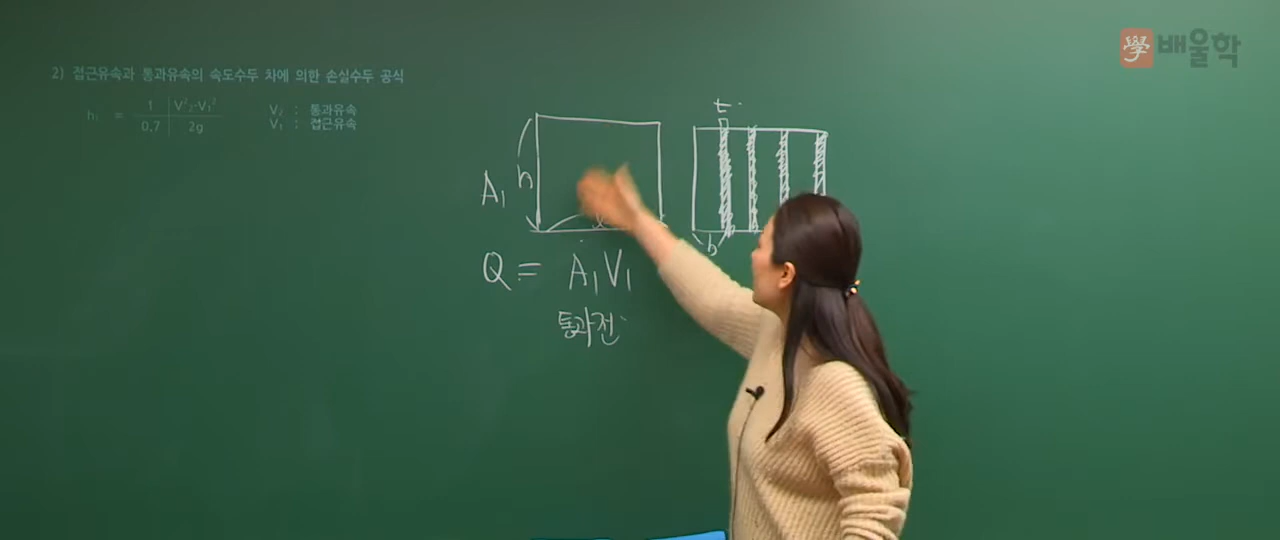 學 배울학
2) 접근유속과 통과유속의 속도수두 차에 의한 손실수두 공식
= 1 V²₂-V₁² V₂ : 통과유속
0.7 2g V₁ : 접근유속
t
A₁ h
b
Q = A₁V₁
통과전